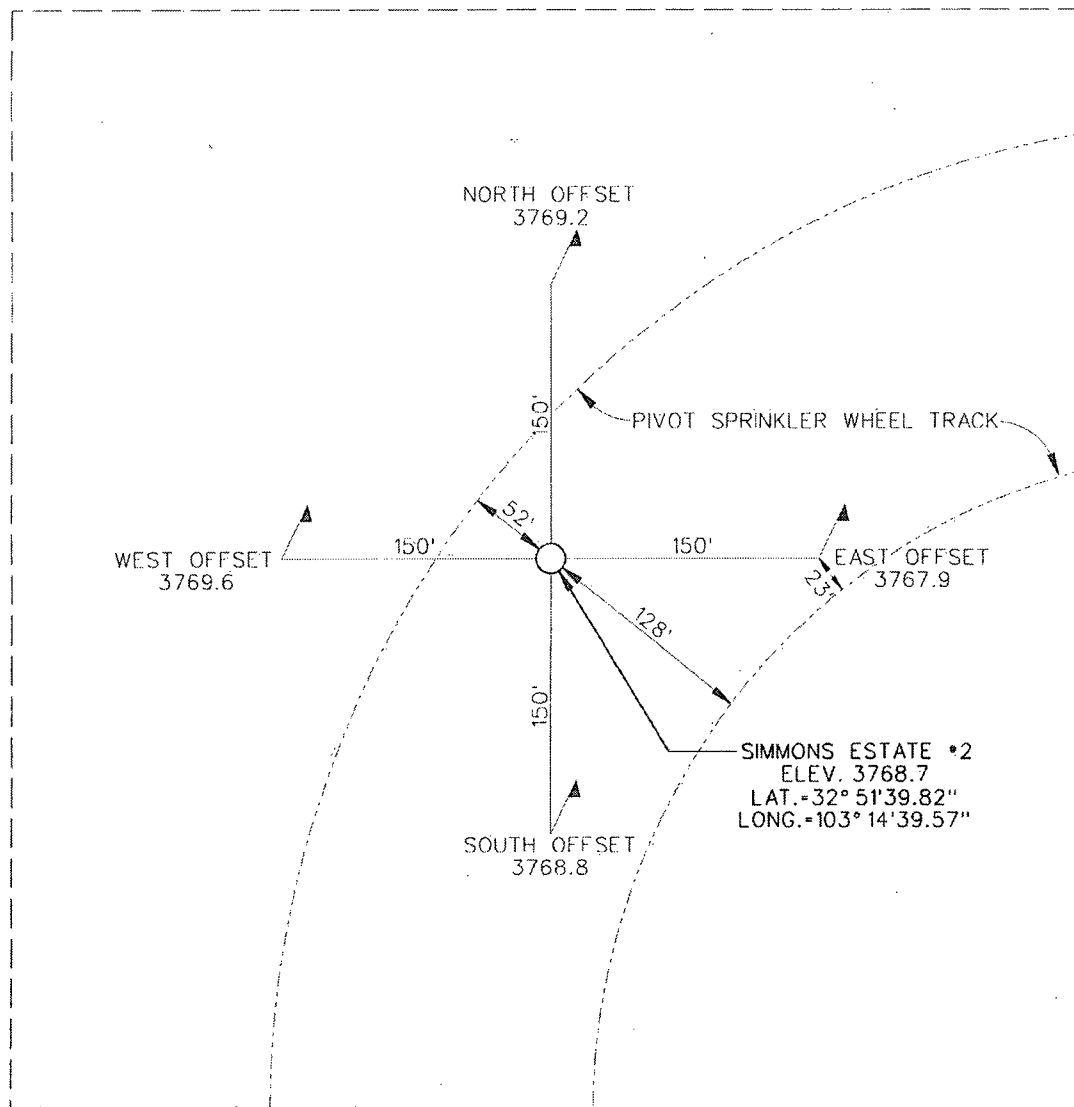 NORTH OFFSET
3769.2
150'
PIVOT SPRINKLER WHEEL TRACK
52'
WEST OFFSET
3769.6
150'
150'
EAST OFFSET
3767.9
23'
128'
150'
SIMMONS ESTATE #2
ELEV. 3768.7
LAT.=32° 51'39.82"
LONG.=103° 14'39.57"
SOUTH OFFSET
3768.8